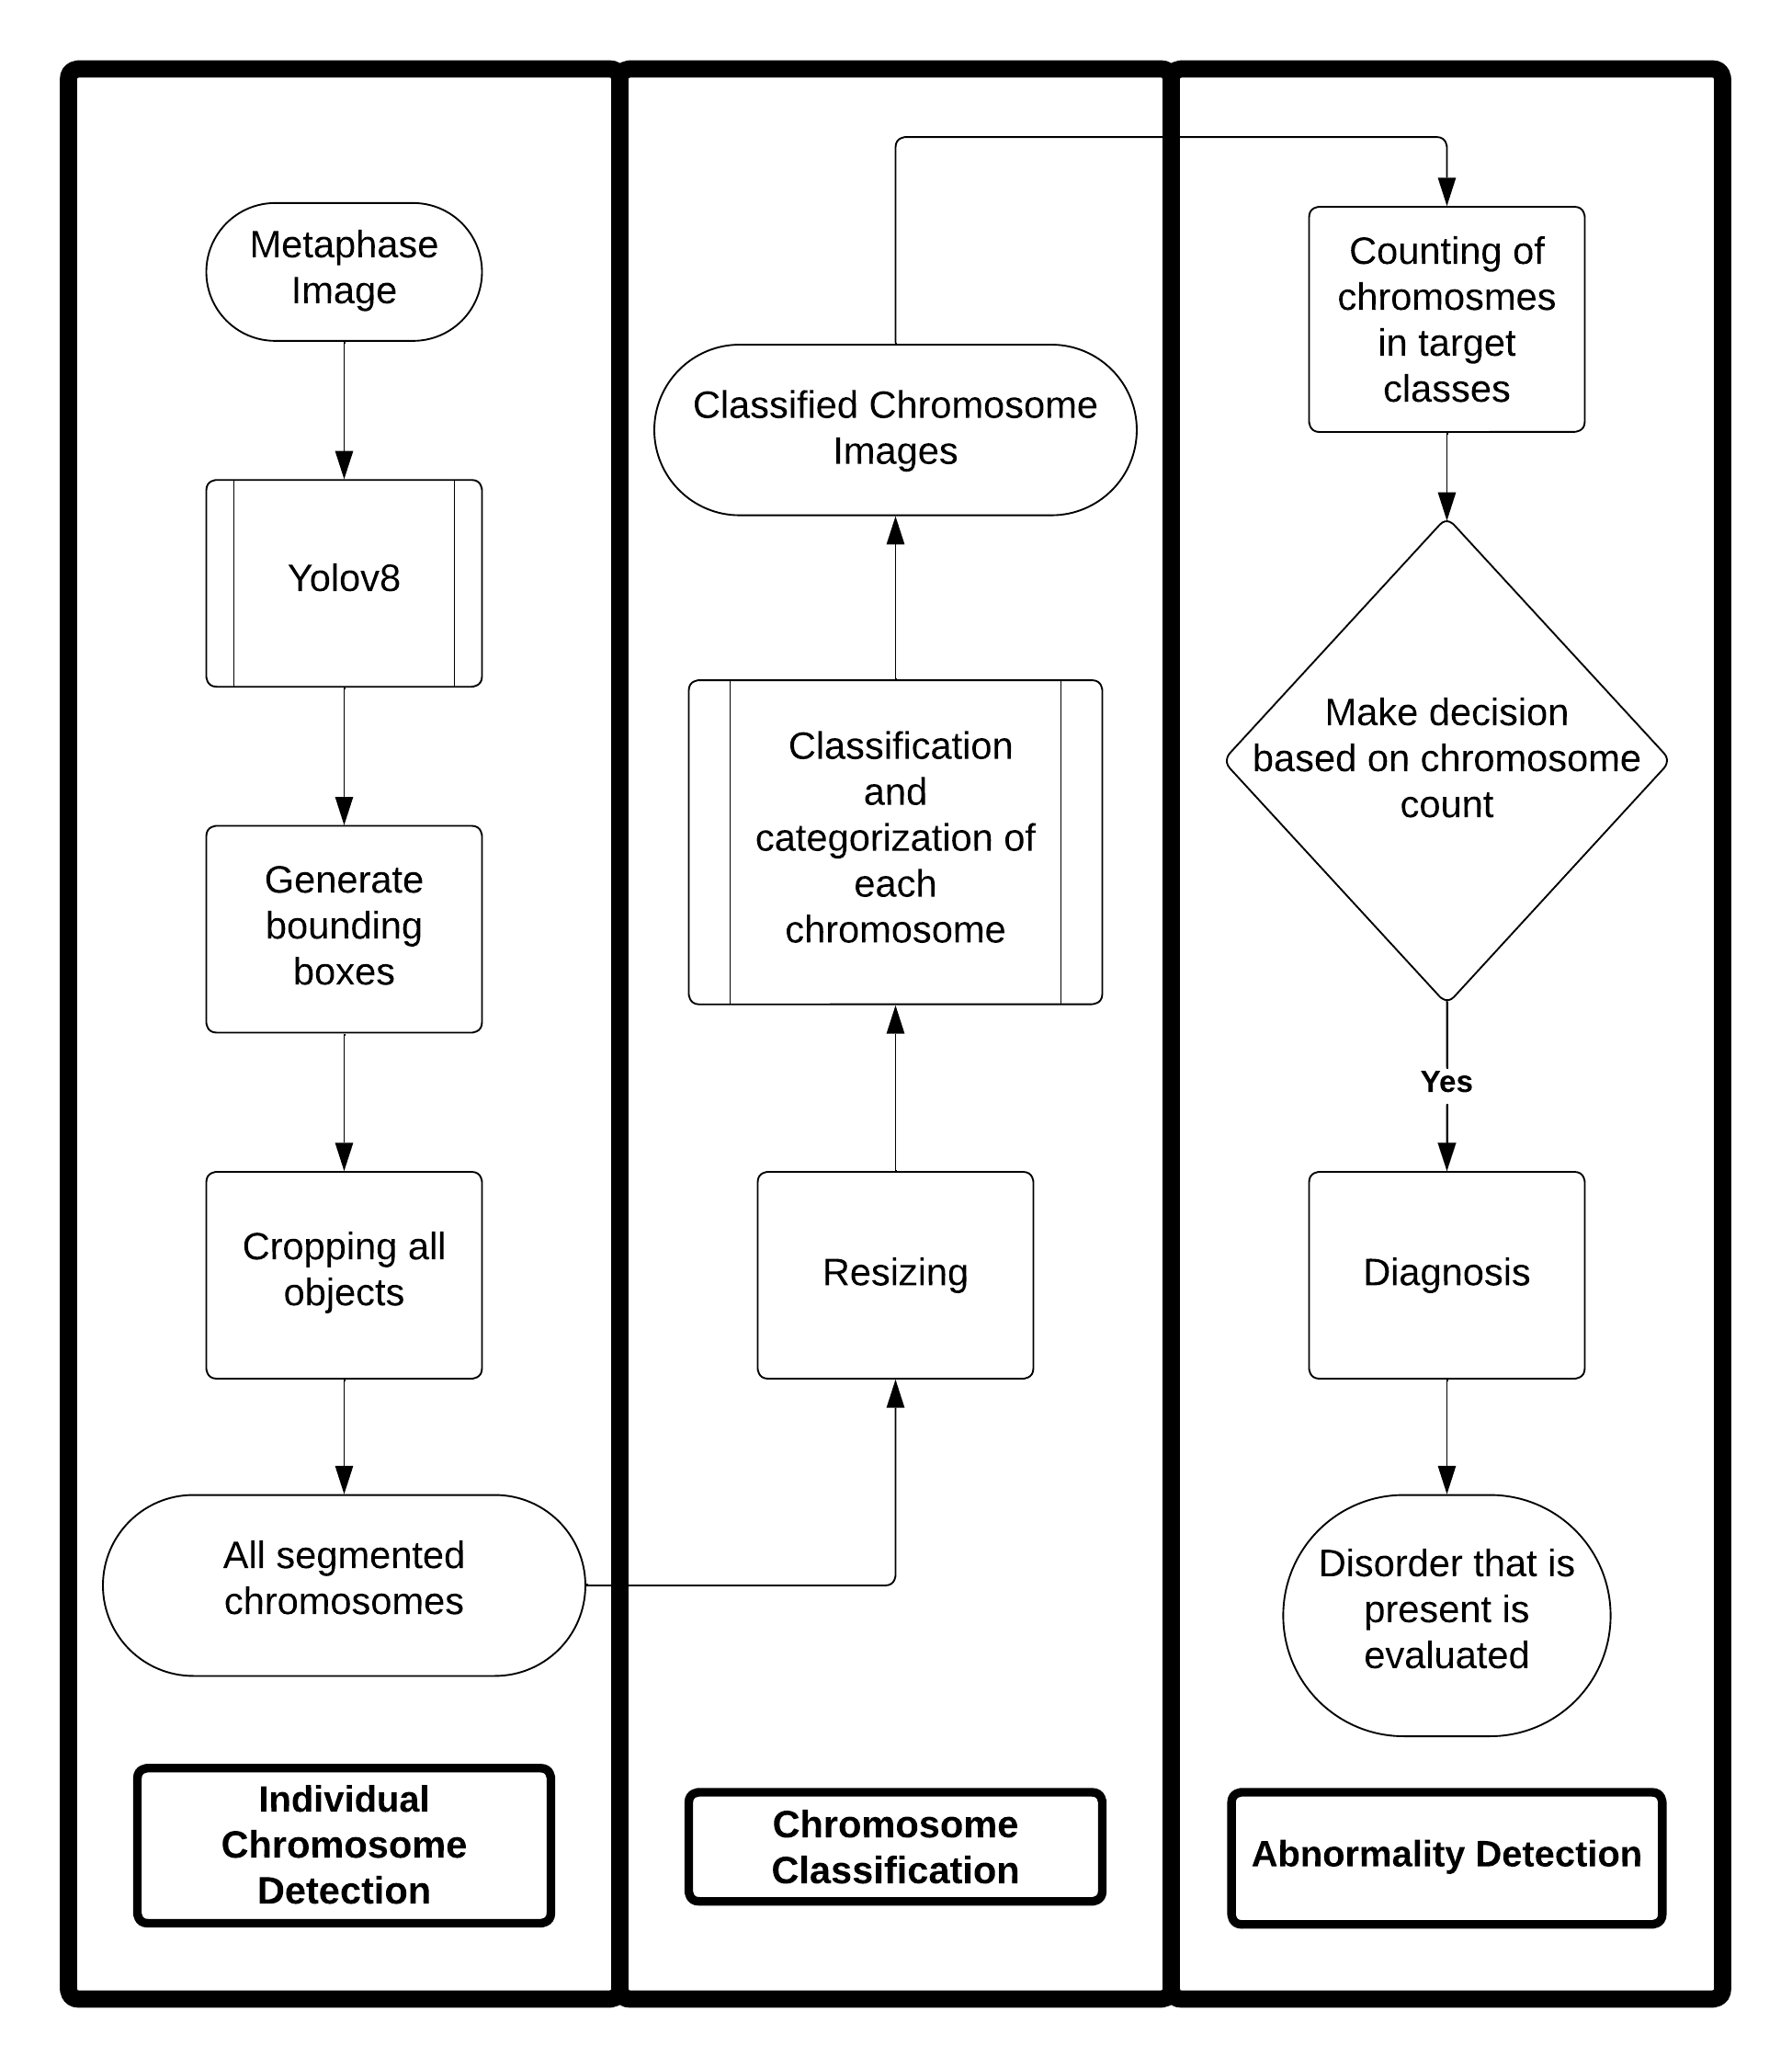 Metaphase
Image
Yolov8
Generate
bounding
boxes
Cropping all
objects
All segmented
chromosomes
Individual
Chromosome
Detection
Classified Chromosome
Images
Classification
and
categorization of
each
chromosome
Resizing
Chromosome
Classification
Counting of
chromosmes
in target
classes
Make decision
based on chromosome
count
Yes
Diagnosis
Disorder that is
present is
evaluated
Abnormality Detection